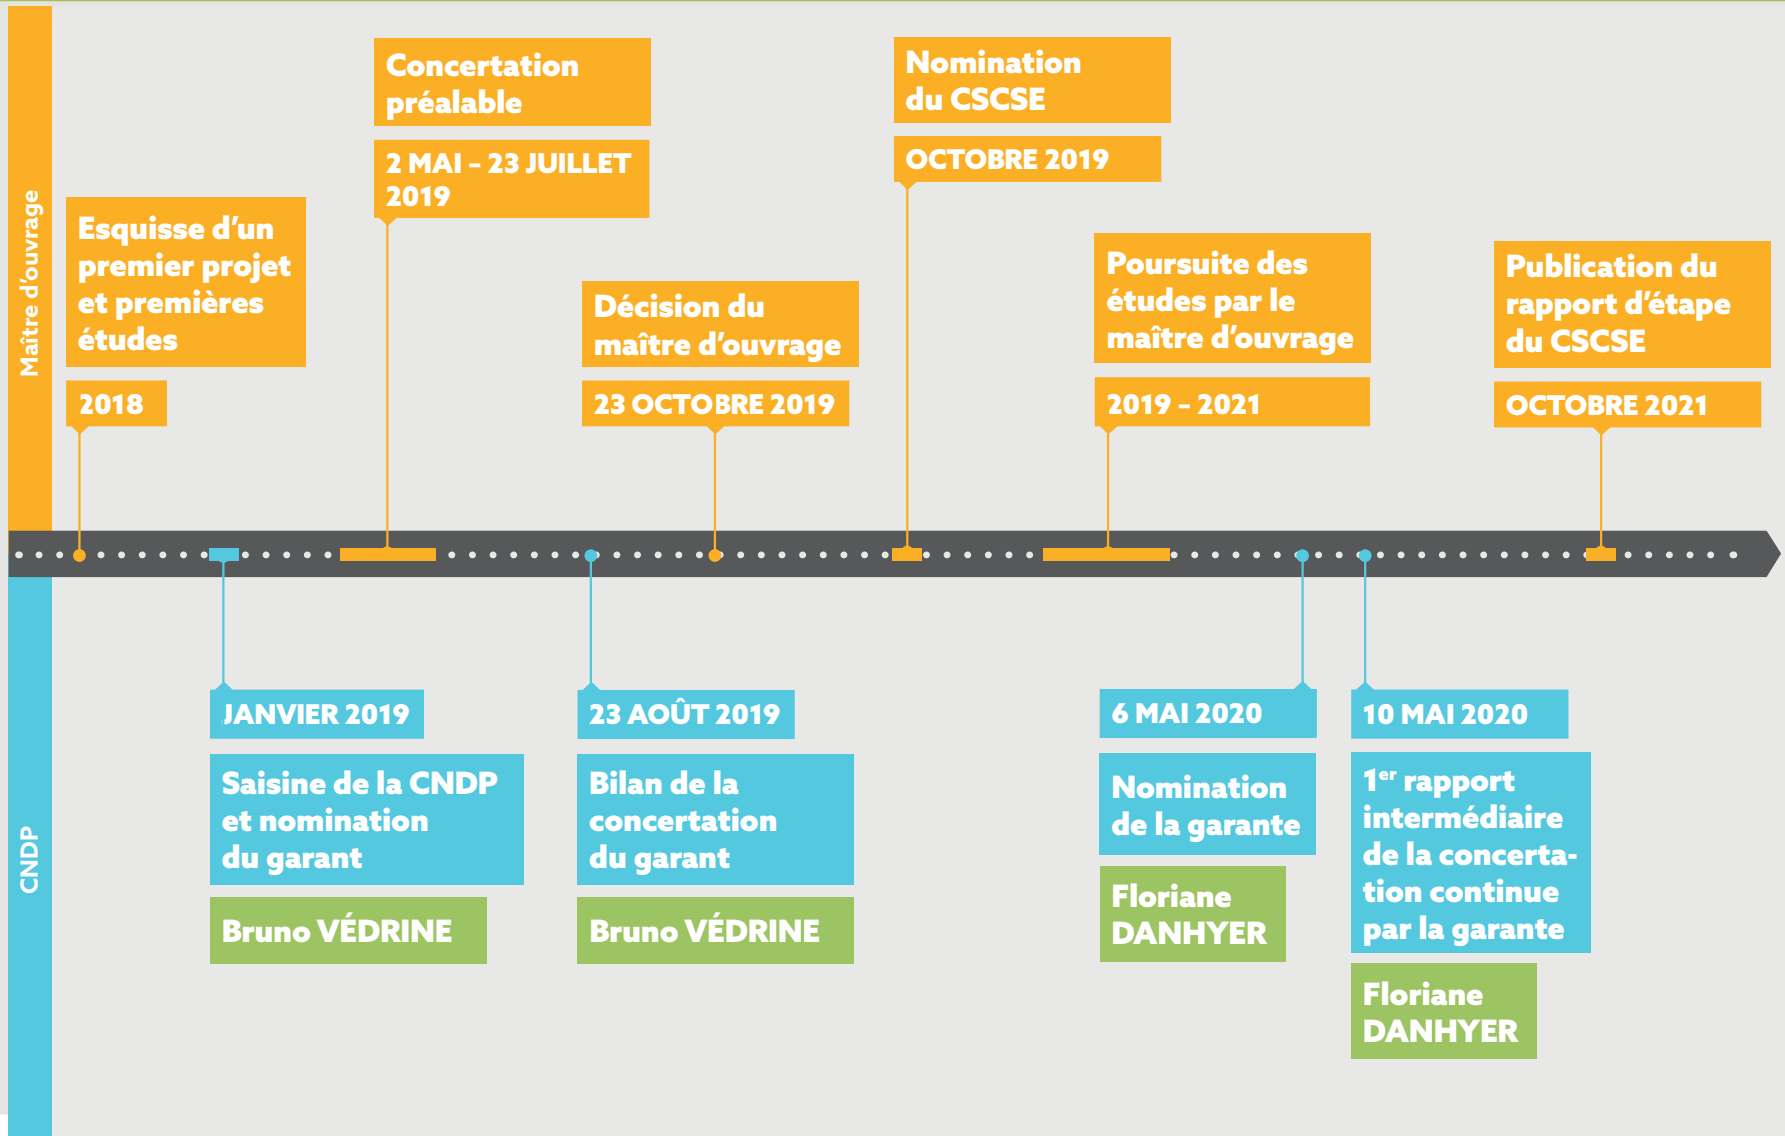 Maître d'ouvrage
Esquisse d'un
premier projet
et premières
études
2018
Concertation
préalable
2 MAI – 23 JUILLET
2019
Décision du
maître d'ouvrage
23 OCTOBRE 2019
Nomination
du CSCSE
OCTOBRE 2019
Poursuite des
études par le
maître d'ouvrage
2019 – 2021
Publication du
rapport d'étape
du CSCSE
OCTOBRE 2021
CNDP
JANVIER 2019
Saisine de la CNDP
et nomination
du garant
Bruno VÉDRINE
23 AOÛT 2019
Bilan de la
concertation
du garant
Bruno VÉDRINE
6 MAI 2020
Nomination
de la garante
Floriane
DANHYER
10 MAI 2020
1er rapport
intermédiaire
de la concerta-
tion continue
par la garante
Floriane
DANHYER